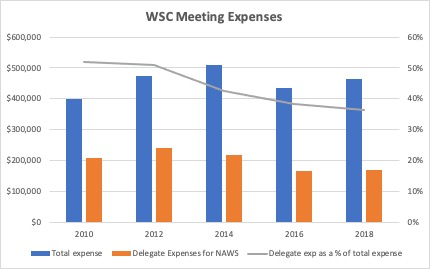 WSC Meeting Expenses
$600,000 60%
$500,000 50%
$400,000 40%
$300,000 30%
$200,000 20%
$100,000 10%
$0 0%
2010 2012 2014 2016 2018
Total expense Delegate Expenses for NAWS Delegate exp as a % of total expense